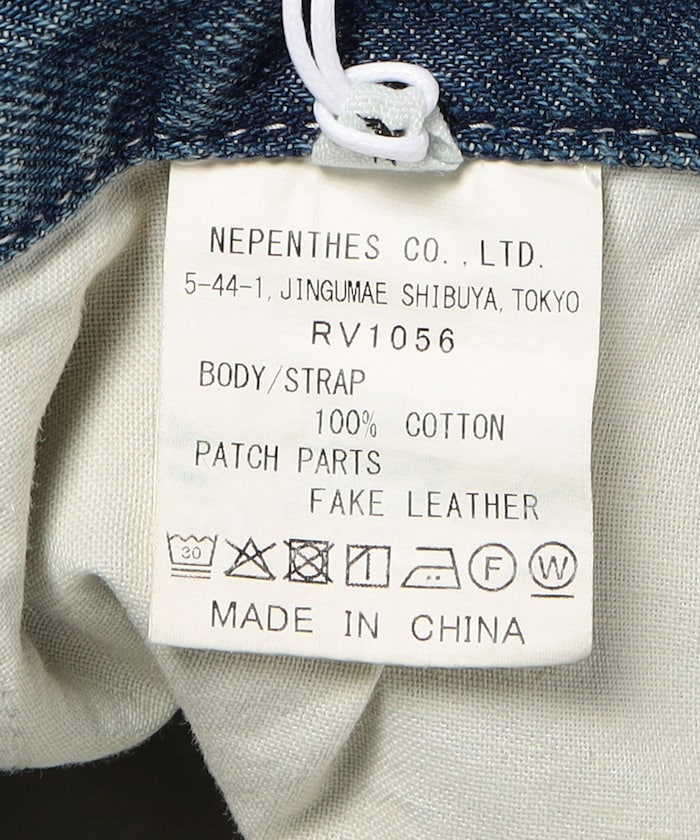 NEPENTHES CO.,LTD.
5-44-1, JINGUMAE SHIBUYA, TOKYO
RV1056
BODY/STRAP
100% COTTON
PATCH PARTS
FAKE LEATHER
30 F W
MADE IN CHINA